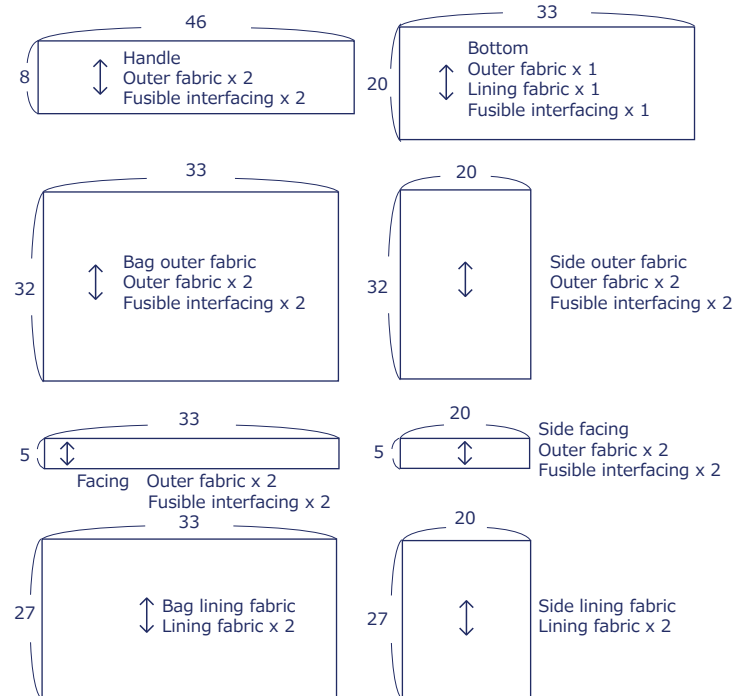 46
8
Handle
Outer fabric x 2
Fusible interfacing x 2
33
20
Bottom
Outer fabric x 1
Lining fabric x 1
Fusible interfacing x 1
33
32
Bag outer fabric
Outer fabric x 2
Fusible interfacing x 2
20
32
Side outer fabric
Outer fabric x 2
Fusible interfacing x 2
33
5
Facing Outer fabric x 2
Fusible interfacing x 2
20
5
Side facing
Outer fabric x 2
Fusible interfacing x 2
33
27
Bag lining fabric
Lining fabric x 2
20
27
Side lining fabric
Lining fabric x 2